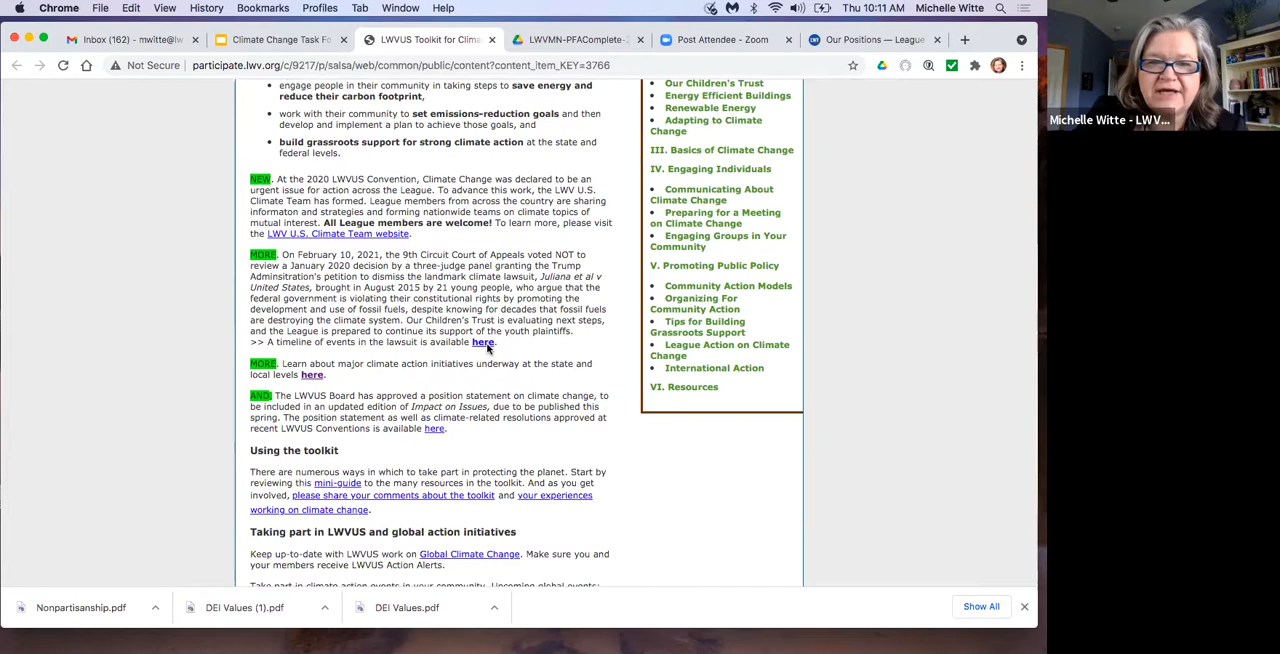 Chrome File Edit View History Bookmarks Profiles Tab Window Help Thu 10:11 AM Michelle Witte
Inbox (162) - mwitte@lw Climate Change Task Fo LWVUS Toolkit for Clima LWVMN-PFAComplete-2 Post Attendee - Zoom Our Positions — League
Not Secure participate.lwv.org/c/9217/p/salsa/web/common/public/content?content_item_KEY=3766
engage people in their community in taking steps to save energy and
reduce their carbon footprint,
work with their community to set emissions-reduction goals and then
develop and implement a plan to achieve those goals, and
build grassroots support for strong climate action at the state and
federal levels.
NEW. At the 2020 LWVUS Convention, Climate Change was declared to be an
urgent issue for action across the League. To advance this work, the LWV U.S.
Climate Team has formed. League members from across the country are sharing
informaton and strategies and forming nationwide teams on climate topics of
mutual interest. All League members are welcome! To learn more, please visit
the LWV U.S. Climate Team website.
MORE. On February 10, 2021, the 9th Circuit Court of Appeals voted NOT to
review a January 2020 decision by a three-judge panel granting the Trump
Adminsitration's petition to dismiss the landmark climate lawsuit, Juliana et al v
United States, brought in August 2015 by 21 young people, who argue that the
federal government is violating their constitutional rights by promoting the
development and use of fossil fuels, despite knowing for decades that fossil fuels
are destroying the climate system. Our Children's Trust is evaluating next steps,
and the League is prepared to continue its support of the youth plaintiffs.
>> A timeline of events in the lawsuit is available here.
MORE. Learn about major climate action initiatives underway at the state and
local levels here.
AND. The LWVUS Board has approved a position statement on climate change, to
be included in an updated edition of Impact on Issues, due to be published this
spring. The position statement as well as climate-related resolutions approved at
recent LWVUS Conventions is available here.
Using the toolkit
There are numerous ways in which to take part in protecting the planet. Start by
reviewing this mini-guide to the many resources in the toolkit. And as you get
involved, please share your comments about the toolkit and your experiences
working on climate change.
Taking part in LWVUS and global action initiatives
Keep up-to-date with LWVUS work on Global Climate Change. Make sure you and
your members receive LWVUS Action Alerts.
Take part in climate action events in your community. Upcoming global events:
Our Children's Trust
Energy Efficient Buildings
Renewable Energy
Adapting to Climate
Change
III. Basics of Climate Change
IV. Engaging Individuals
Communicating About
Climate Change
Preparing for a Meeting
on Climate Change
Engaging Groups in Your
Community
V. Promoting Public Policy
Community Action Models
Organizing For
Community Action
Tips for Building
Grassroots Support
League Action on Climate
Change
International Action
VI. Resources
Nonpartisanship.pdf DEI Values (1).pdf DEI Values.pdf Show All
Michelle Witte - LWV...